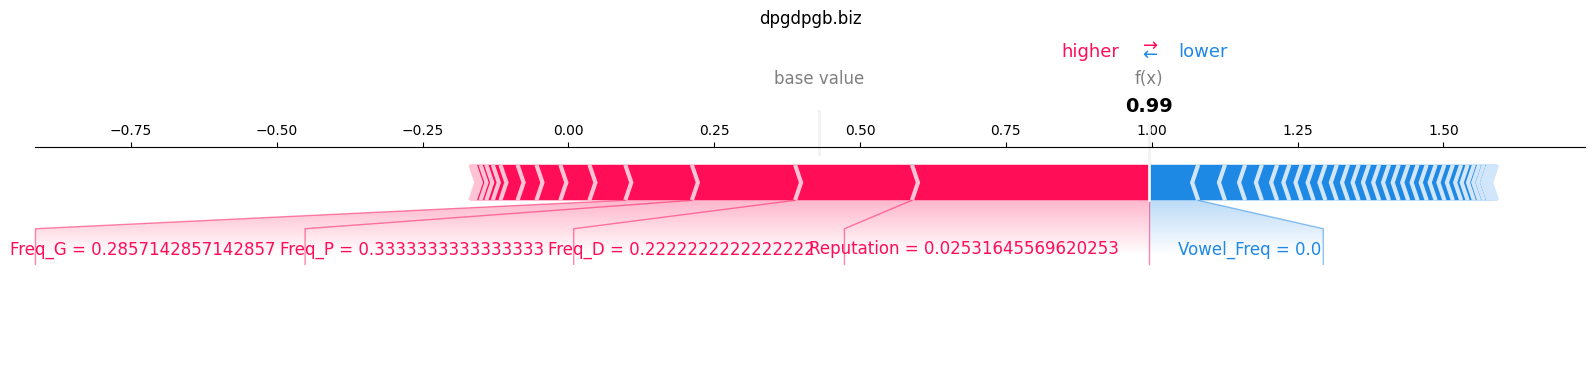 dpgdpgb.biz
higher ⇄ lower
base value f(x)
0.99
−0.75 −0.50 −0.25 0.00 0.25 0.50 0.75 1.00 1.25 1.50
Freq_G = 0.2857142857142857 Freq_P = 0.3333333333333333 Freq_D = 0.2222222222222222 Reputation = 0.02531645569620253 Vowel_Freq = 0.0